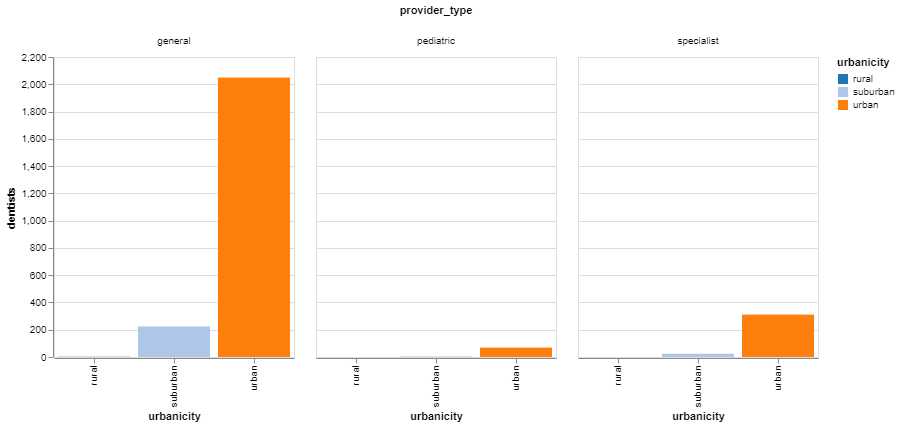 provider_type
general
pediatric
specialist
urbanicity
rural
suburban
urban
dentists
2,200
2,000
1,800
1,600
1,400
1,200
1,000
800
600
400
200
0
rural
suburban
urban
rural
suburban
urban
rural
suburban
urban
urbanicity
urbanicity
urbanicity